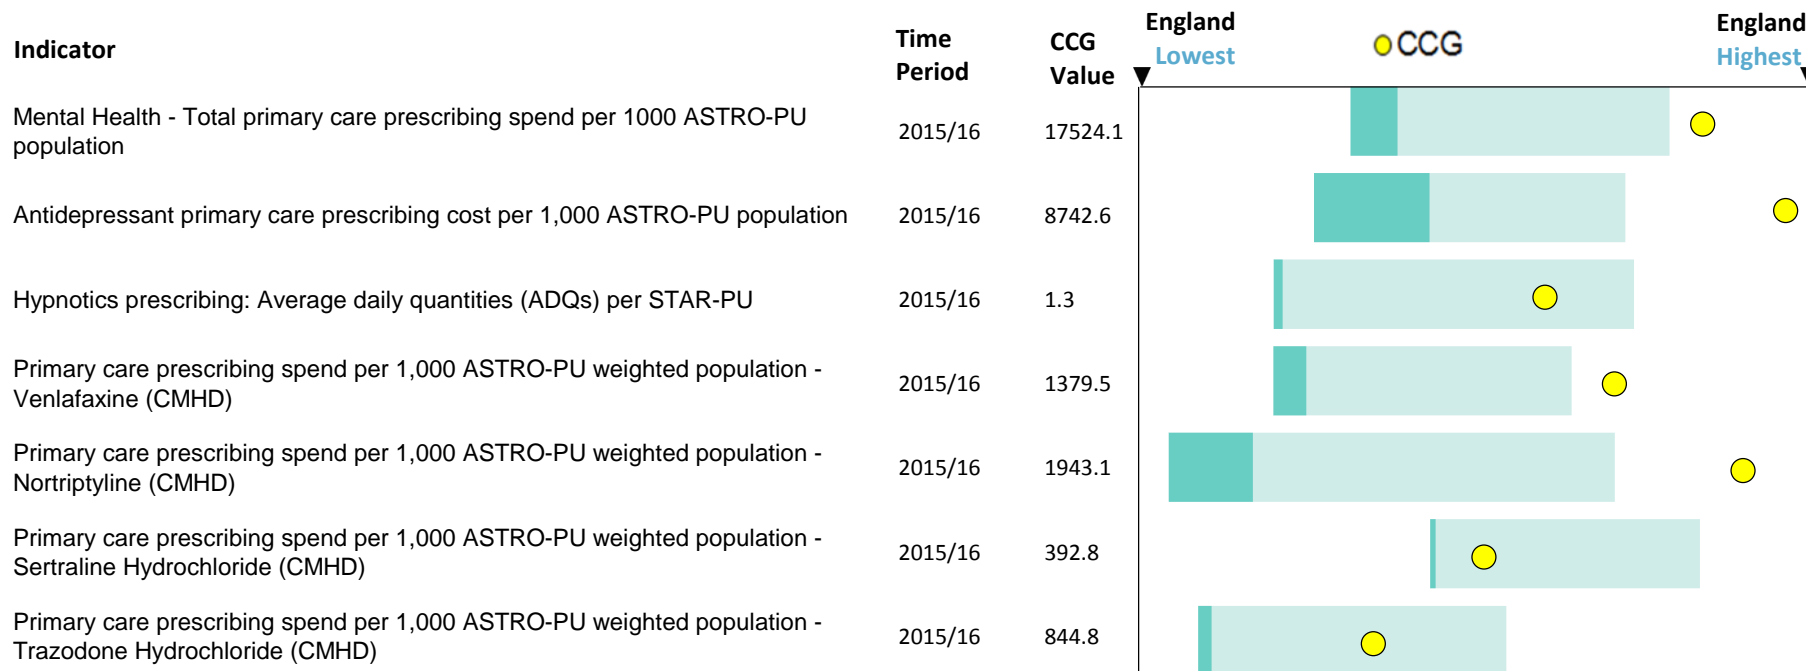 Indicator
Time
Period
CCG
Value
England
Lowest
CCG
England
Highest
Mental Health - Total primary care prescribing spend per 1000 ASTRO-PU
population
2015/16
17524.1
Antidepressant primary care prescribing cost per 1,000 ASTRO-PU population
2015/16
8742.6
Hypnotics prescribing: Average daily quantities (ADQs) per STAR-PU
2015/16
1.3
Primary care prescribing spend per 1,000 ASTRO-PU weighted population -
Venlafaxine (CMHD)
2015/16
1379.5
Primary care prescribing spend per 1,000 ASTRO-PU weighted population -
Nortriptyline (CMHD)
2015/16
1943.1
Primary care prescribing spend per 1,000 ASTRO-PU weighted population -
Sertraline Hydrochloride (CMHD)
2015/16
392.8
Primary care prescribing spend per 1,000 ASTRO-PU weighted population -
Trazodone Hydrochloride (CMHD)
2015/16
844.8